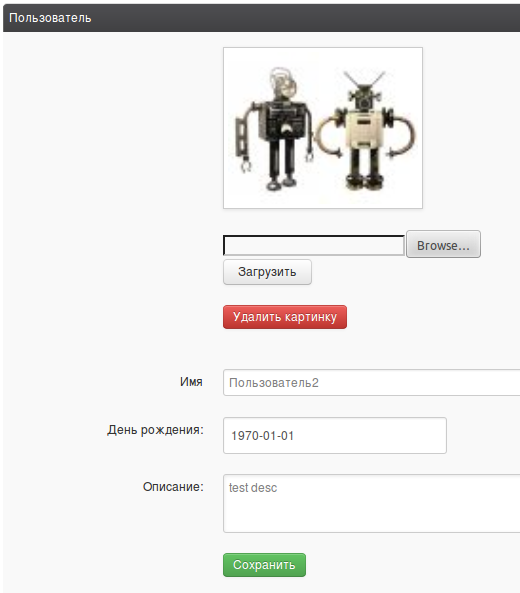 Пользователь
Browse...
Загрузить
Удалить картинку
Имя
Пользователь2
День рождения:
1970-01-01
Описание:
test desc
Сохранить